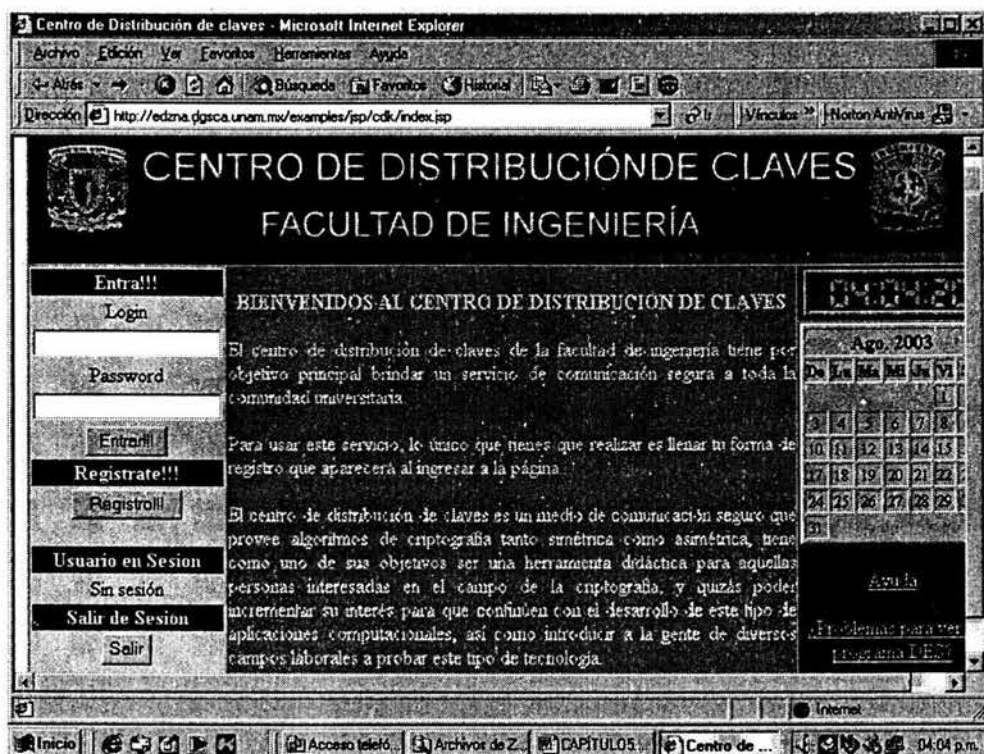 Centro de Distribución de claves - Microsoft Internet Explorer
Archivo Edición Ver Favoritos Herramientas Ayuda
Atrás Búsqueda Favoritos Historial
Dirección http://edzna.dgsca.unam.mx/examples/jsp/cdk/index.jsp Ir Vínculos » Norton AntiVirus
CENTRO DE DISTRIBUCIÓNDE CLAVES
FACULTAD DE INGENIERÍA
Entra!!!
Login
Password
Entrar!!!
Registrate!!!
Registro!!!
Usuario en Sesion
Sin sesión
Salir de Sesion
Salir
BIENVENIDOS AL CENTRO DE DISTRIBUCION DE CLAVES
El centro de distribución de claves de la facultad de ingeniería tiene por
objetivo principal brindar un servicio de comunicación segura a toda la
comunidad universitaria.
Para usar este servicio, lo único que tienes que realizar es llenar tu forma de
registro que aparecerá al ingresar a la página
El centro de distribución de claves es un medio de comunicación seguro que
provee algoritmos de criptografía tanto simétrica como asimétrica, tiene
como uno de sus objetivos ser una herramienta didáctica para aquellas
personas interesadas en el campo de la criptografía, y quizás poder
incrementar su interés para que continúen con el desarrollo de este tipo de
aplicaciones computacionales, así como introducir a la gente de diversos
campos laborales a probar este tipo de tecnología.
Ago, 2003
Do Lu Ma Mi Ju Vi
1
3 4 5 6 7 8
10 11 12 13 14 15
17 18 19 20 21 22
24 25 26 27 28 29
31
Ayuda
¿Problemas para ver
programa DES?
Internet
Inicio Acceso telefó... Archivos de Z... CAPÍTULO5... Centro de ... 04:04 p.m.